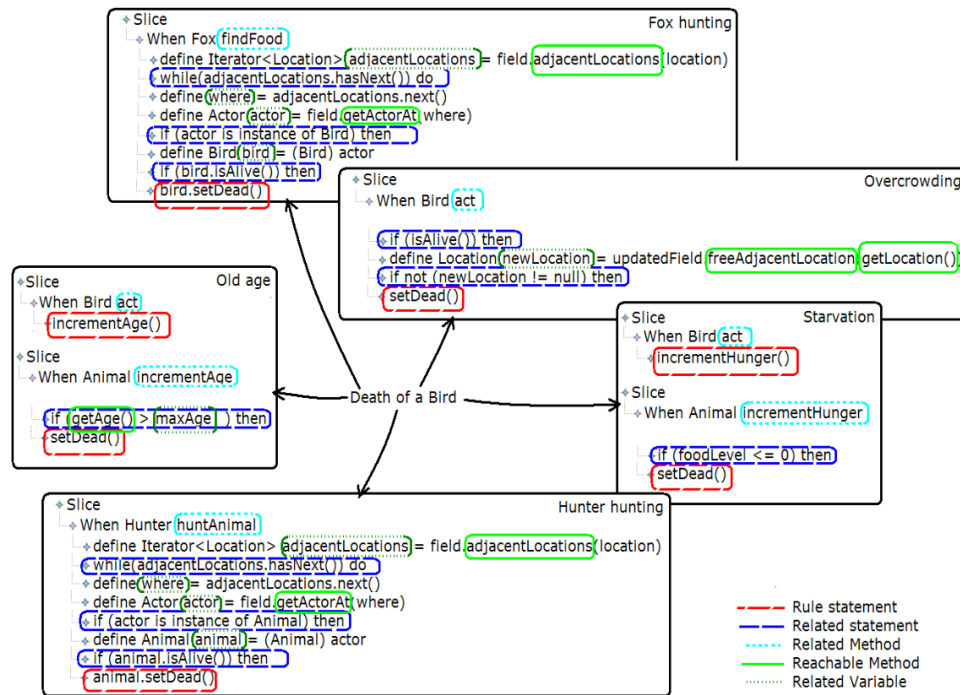 Slice
Fox hunting
When Fox findFood
define Iterator<Location> adjacentLocations = field.adjacentLocations(location)
while(adjacentLocations.hasNext()) do
define where = adjacentLocations.next()
define Actor actor = field.getActorAt(where)
if (actor is instance of Bird) then
define Bird bird = (Bird) actor
if (bird.isAlive()) then
bird.setDead()
Slice
Overcrowding
When Bird act
if (isAlive()) then
define Location newLocation = updatedField.freeAdjacentLocation(getLocation())
if not (newLocation != null) then
setDead()
Slice
Old age
When Bird act
incrementAge()
Slice
When Animal incrementAge
if (getAge() > maxAge ) then
setDead()
Slice
Starvation
When Bird act
incrementHunger()
Slice
When Animal incrementHunger
if (foodLevel <= 0) then
setDead()
Death of a Bird
Slice
Hunter hunting
When Hunter huntAnimal
define Iterator<Location> adjacentLocations = field.adjacentLocations(location)
while(adjacentLocations.hasNext()) do
define where = adjacentLocations.next()
define Actor actor = field.getActorAt(where)
if (actor is instance of Animal) then
define Animal animal = (Animal) actor
if (animal.isAlive()) then
animal.setDead()
Rule statement
Related statement
Related Method
Reachable Method
Related Variable